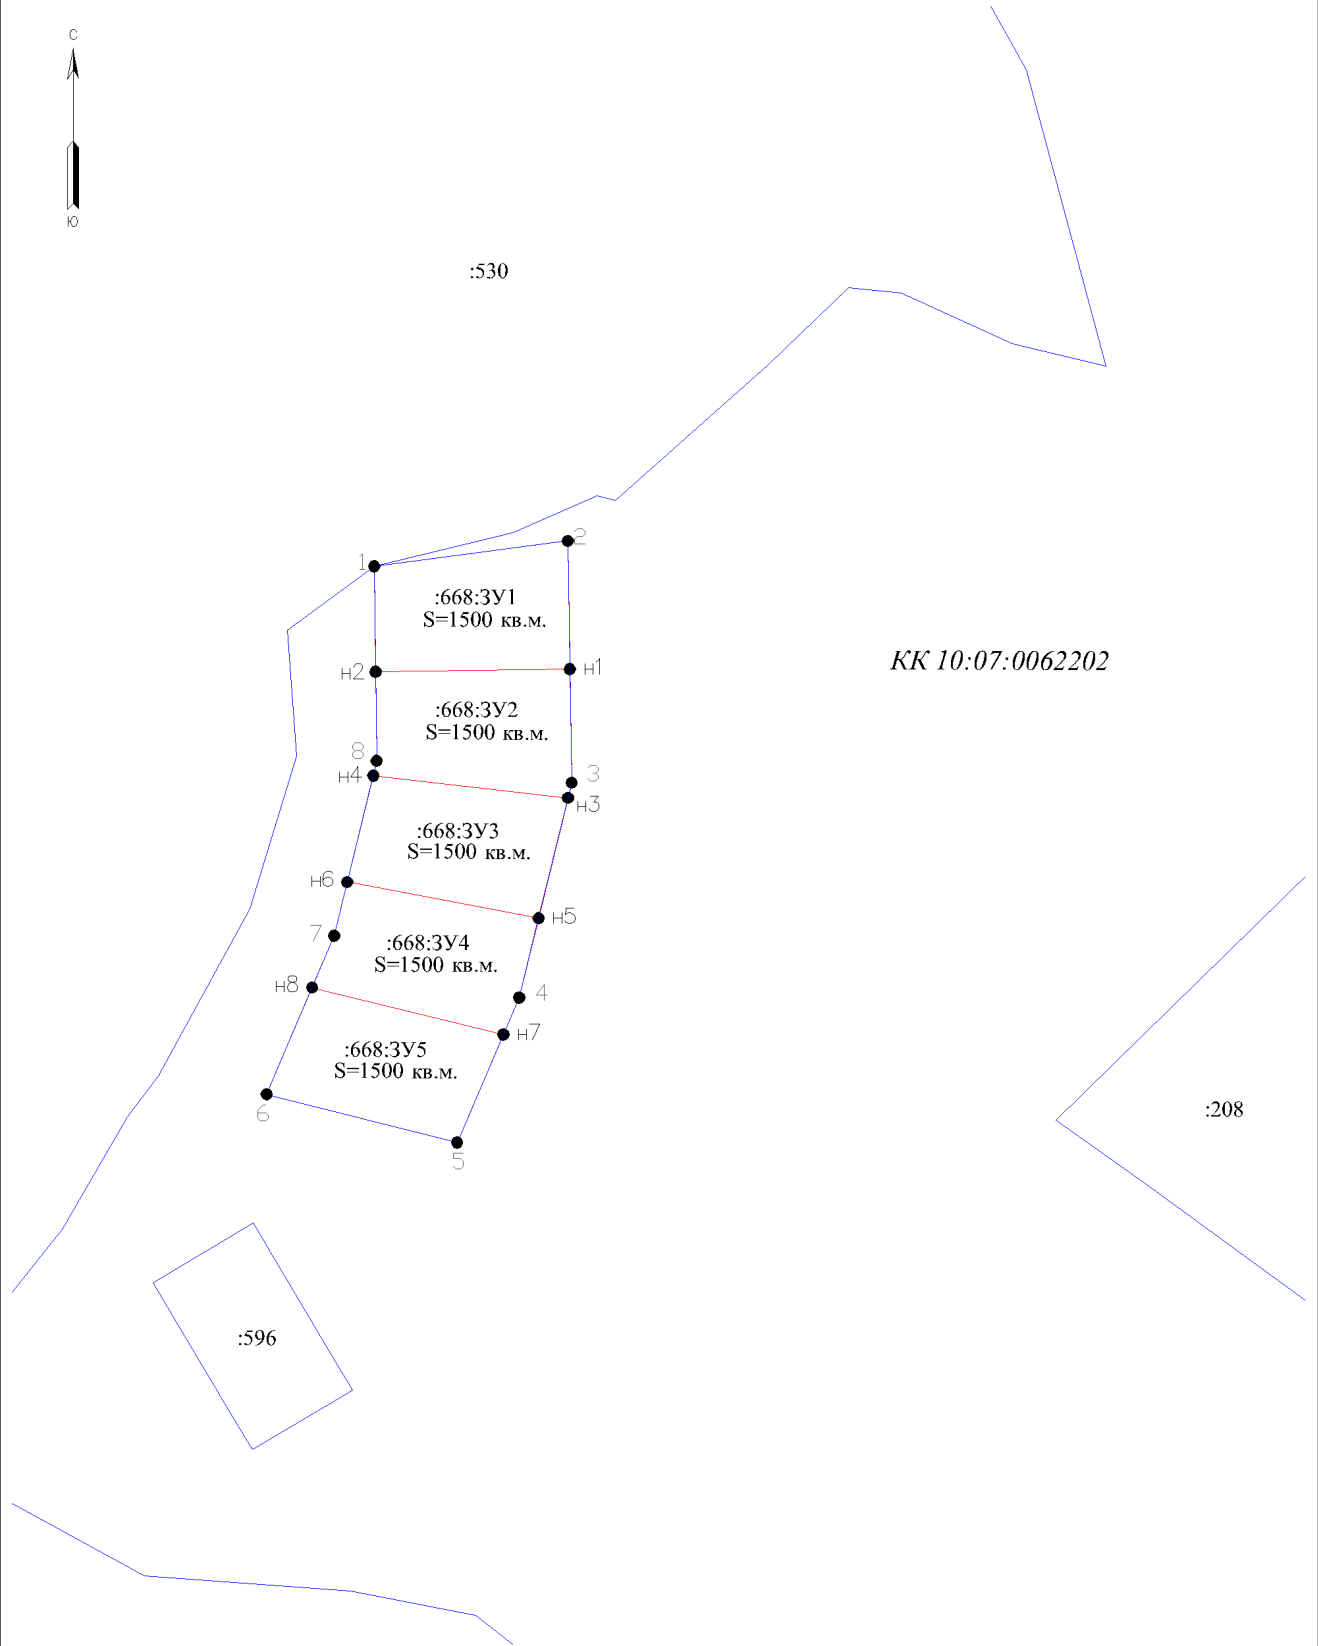 С
Ю
:530
1
2
:668:ЗУ1
S=1500 кв.м.
н2
н1
КК 10:07:0062202
:668:ЗУ2
S=1500 кв.м.
8
н4
3
н3
:668:ЗУ3
S=1500 кв.м.
н6
н5
7
:668:ЗУ4
S=1500 кв.м.
н8
4
н7
:668:ЗУ5
S=1500 кв.м.
6
5
:208
:596